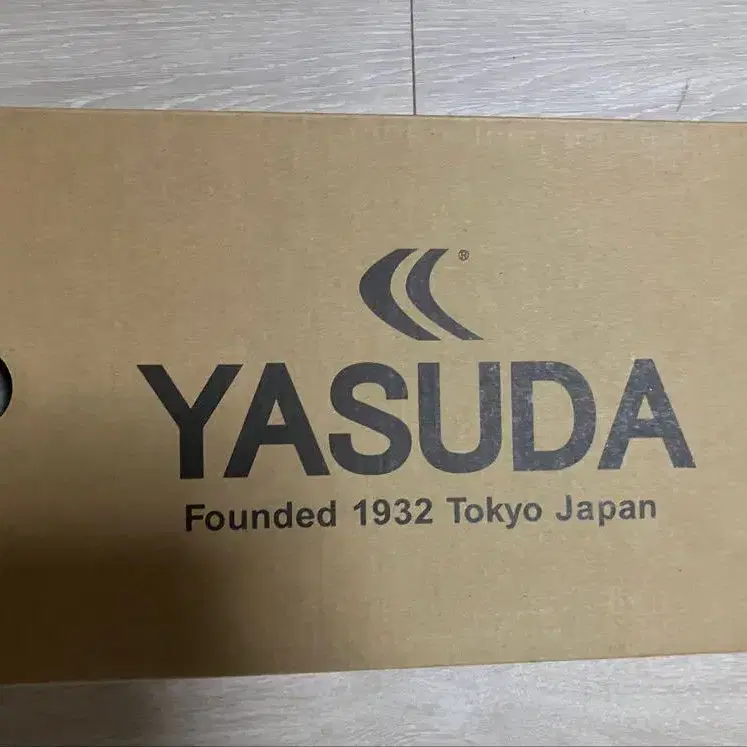 ®
YASUDA
Founded 1932 Tokyo Japan